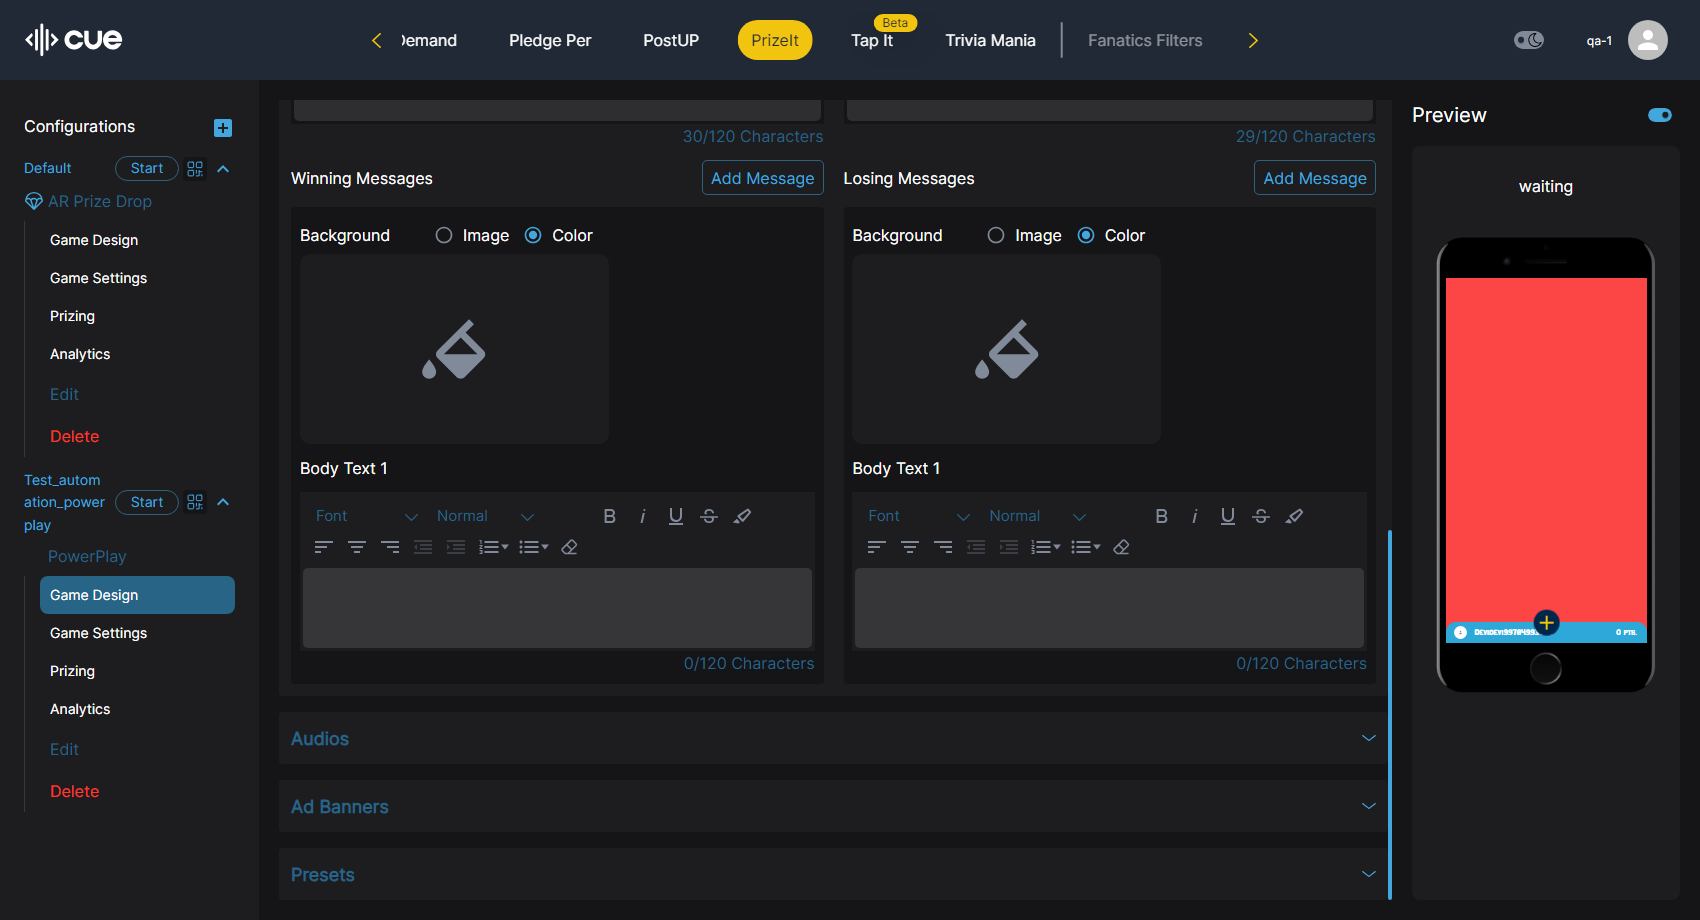 cue
Demand
Pledge Per
PostUP
PrizeIt
Beta
Tap It
Trivia Mania
Fanatics Filters
qa-1
Configurations
Default
Start
AR Prize Drop
Game Design
Game Settings
Prizing
Analytics
Edit
Delete
Test_autom
ation_power
play
Start
PowerPlay
Game Design
Game Settings
Prizing
Analytics
Edit
Delete
30/120 Characters
29/120 Characters
Winning Messages
Add Message
Losing Messages
Add Message
Background
Image
Color
Background
Image
Color
Body Text 1
Body Text 1
Font
Normal
B i U S
Font
Normal
B i U S
0/120 Characters
0/120 Characters
Audios
Ad Banners
Presets
Preview
waiting
0 PTS.